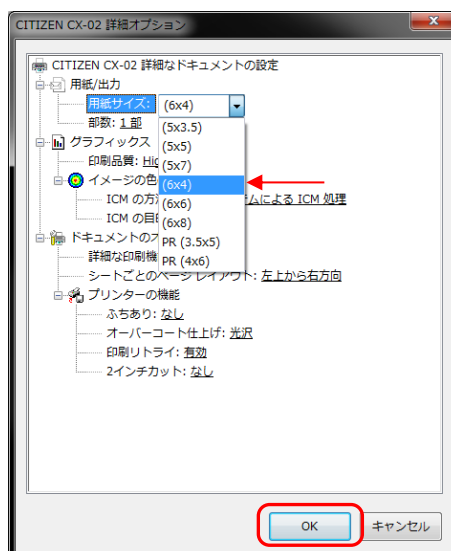 CITIZEN CX-02 詳細オプション
CITIZEN CX-02 詳細なドキュメントの設定
用紙/出力
用紙サイズ: (6x4)
部数: 1 部
(5x3.5)
(5x5)
(5x7)
(6x4)
(6x6)
(6x8)
PR (3.5x5)
PR (4x6)
グラフィックス
印刷品質:
イメージの色
ICM の方 ムによる ICM 処理
ICM の目
ドキュメントのオ
詳細な印刷機
シートごとのページ レイアウト: 左上から右方向
プリンターの機能
ふちあり: なし
オーバーコート仕上げ: 光沢
印刷リトライ: 有効
2インチカット: なし
OK
キャンセル